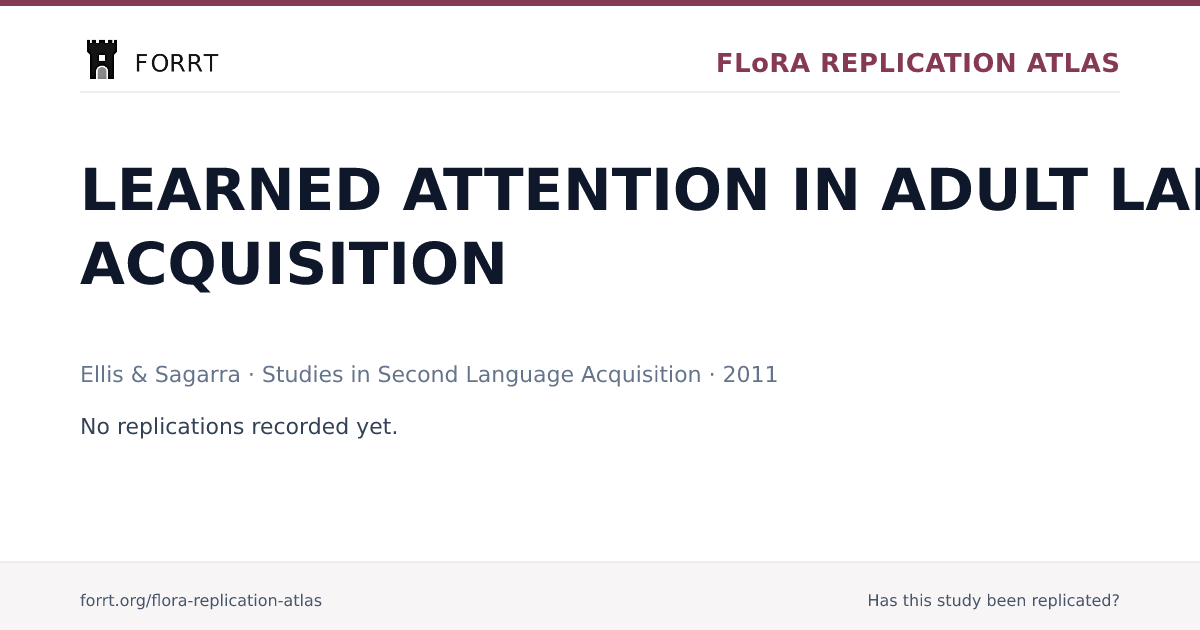 FORRT
FLoRA REPLICATION ATLAS
LEARNED ATTENTION IN ADULT
ACQUISITION
Ellis & Sagarra · Studies in Second Language Acquisition · 2011
No replications recorded yet.
forrt.org/flora-replication-atlas
Has this study been replicated?